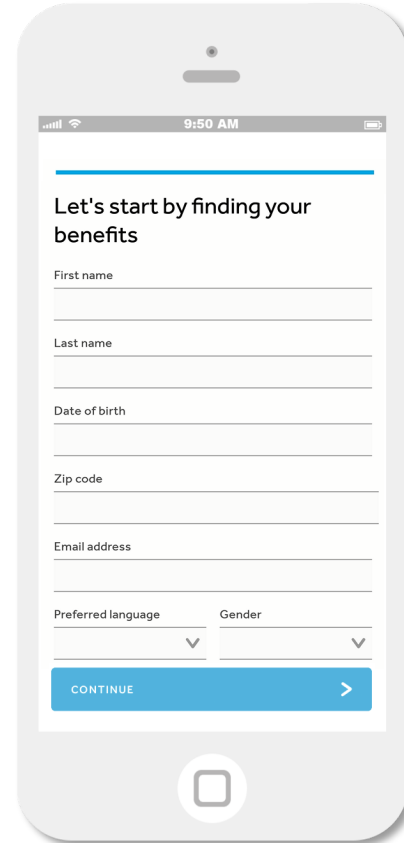 9:50 AM
Let's start by finding your
benefits
First name
Last name
Date of birth
Zip code
Email address
Preferred language Gender
CONTINUE